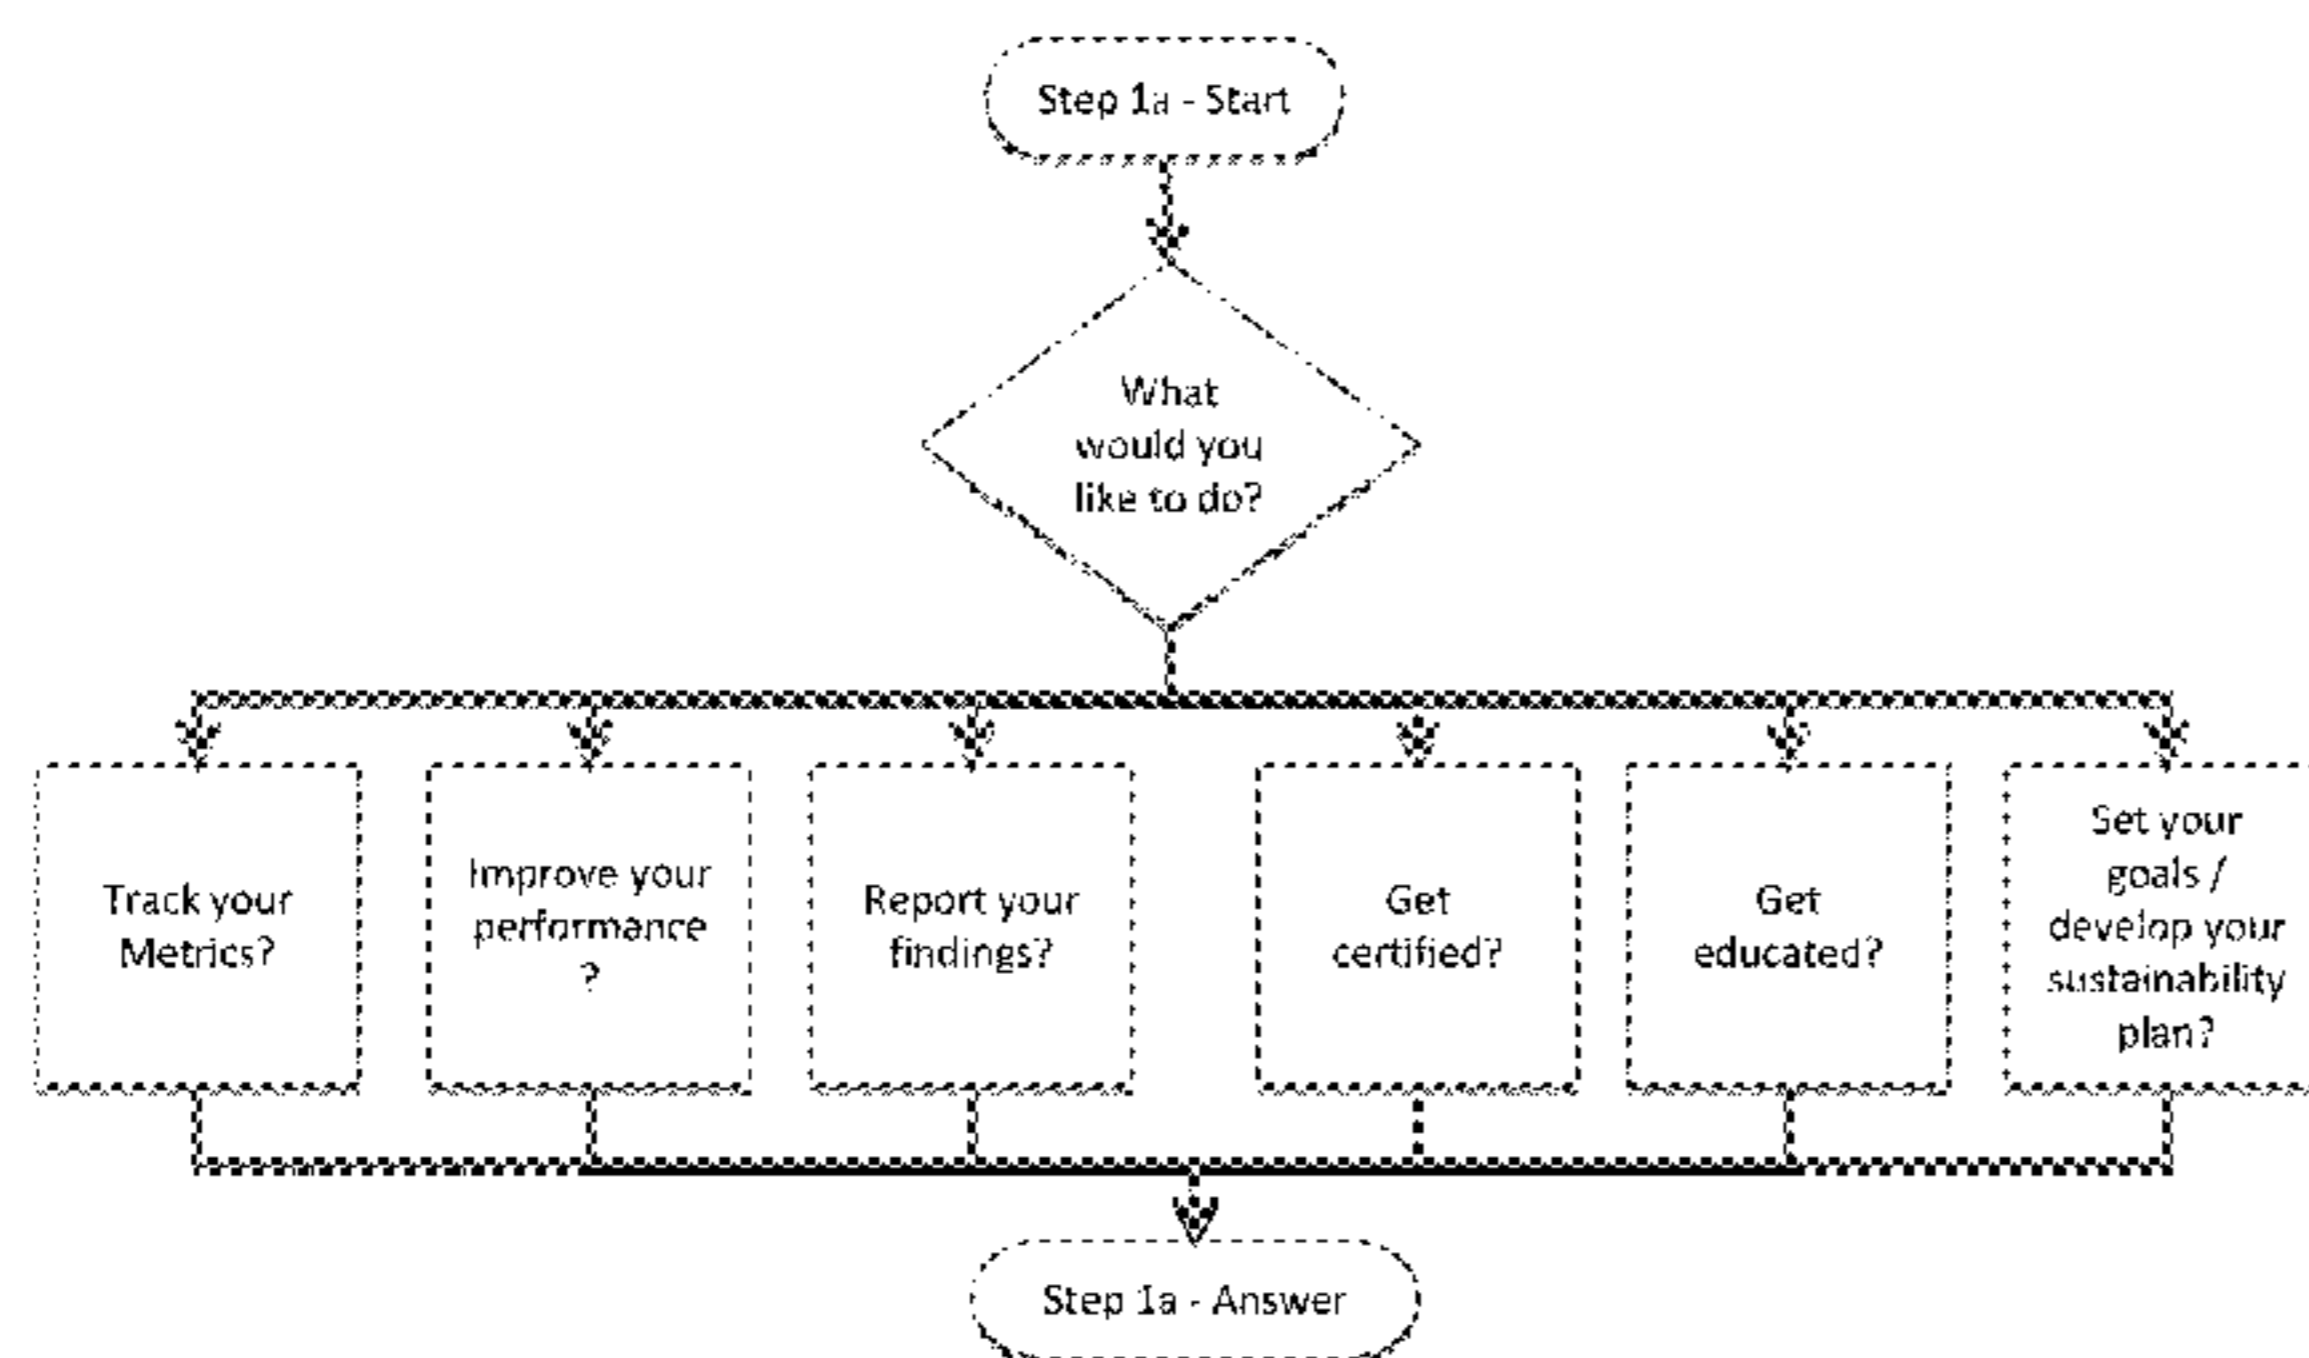 Step 1a - Start
What
would you
like to do?
Track your
Metrics?
Improve your
performance
?
Report your
findings?
Get
certified?
Get
educated?
Set your
goals /
develop your
sustainability
plan?
Step 1a - Answer